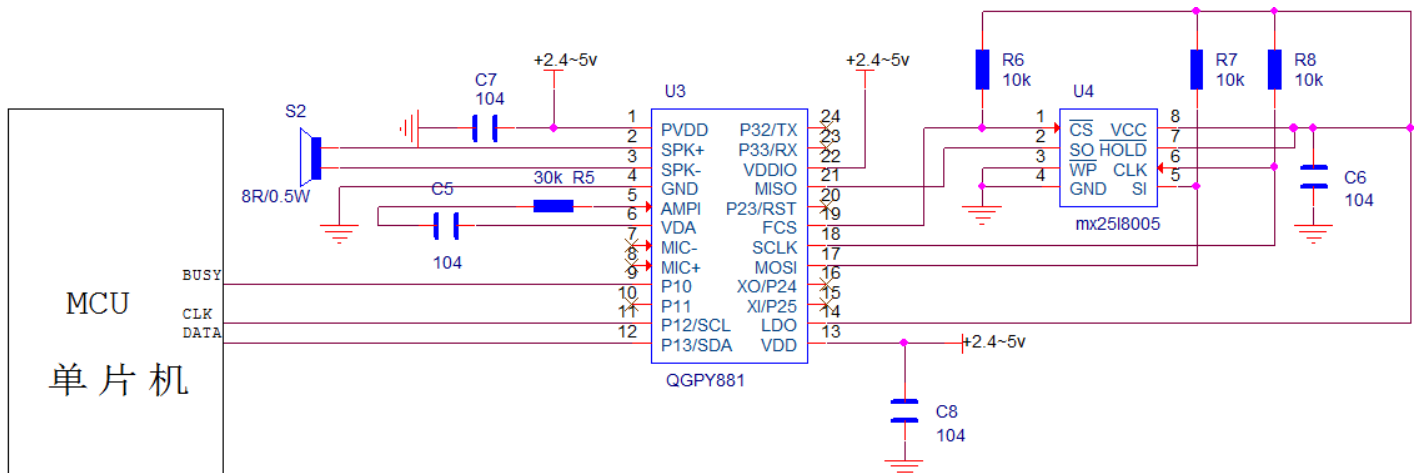 MCU
单片机
BUSY
CLK
DATA
S2
8R/0.5W
C7
104
+2.4~5v
C5
104
30k R5
U3
1 PVDD
2 SPK+
3 SPK-
4 GND
5 AMPI
6 VDA
7 MIC-
8 MIC+
9 P10
10 P11
11 P12/SCL
12 P13/SDA
P32/TX 24
P33/RX 23
VDDIO 22
MISO 21
P23/RST 20
FCS 19
SCLK 18
MOSI 17
XO/P24 16
XI/P25 15
LDO 14
VDD 13
QGPY881
+2.4~5v
+2.4~5v
C8
104
R6
10k
R7
10k
R8
10k
U4
1 CS VCC 8
2 SO HOLD 7
3 WP CLK 6
4 GND SI 5
mx25l8005
C6
104